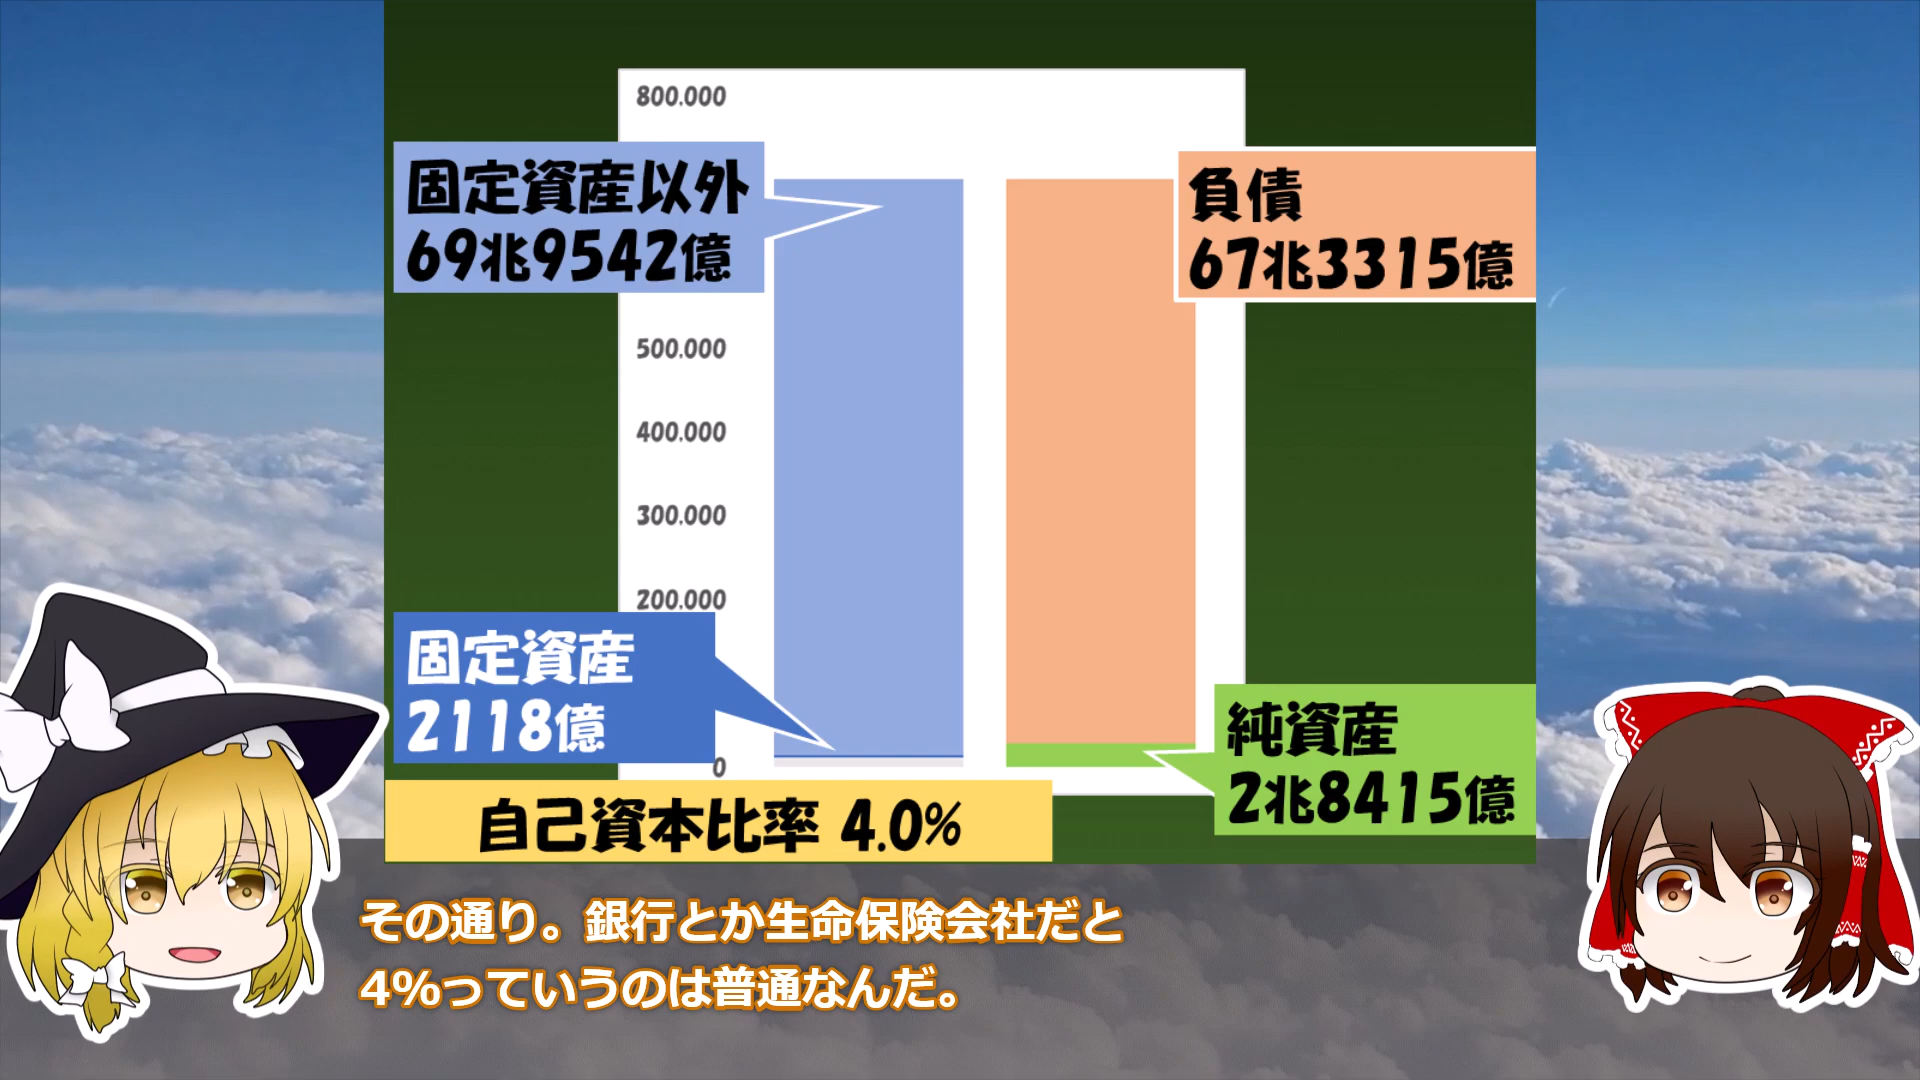 800.000
固定資産以外
69兆9542億
負債
67兆3315億
500.000
400.000
300.000
200.000
固定資産
2118億
0
純資産
2兆8415億
自己資本比率 4.0%
その通り。銀行とか生命保険会社だと
4%っていうのは普通なんだ。